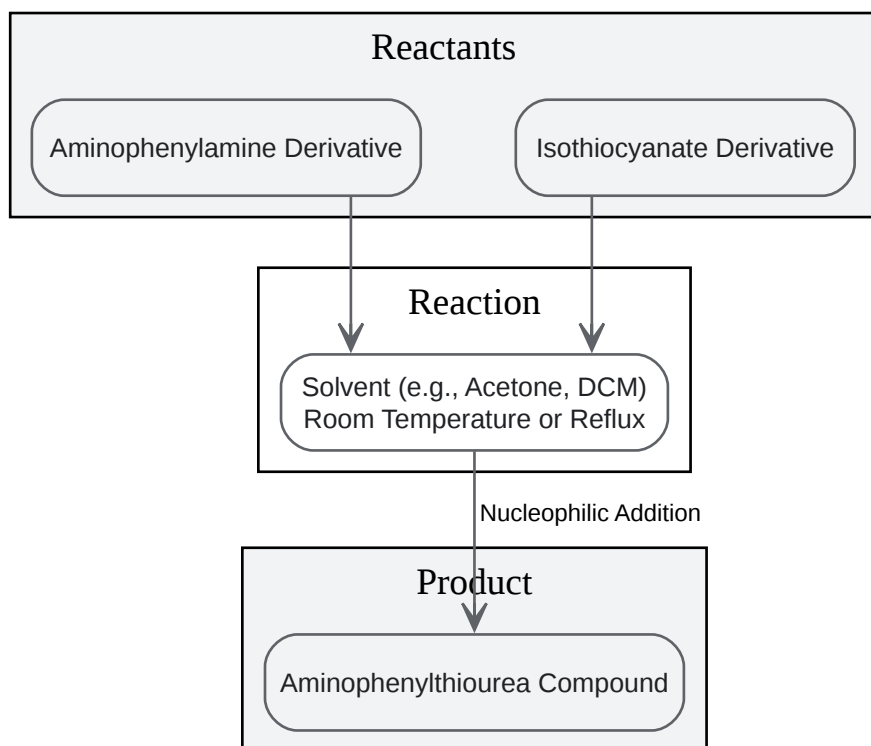 Reactants
Aminophenylamine Derivative
Isothiocyanate Derivative
Reaction
Solvent (e.g., Acetone, DCM)
Room Temperature or Reflux
Nucleophilic Addition
Product
Aminophenylthiourea Compound